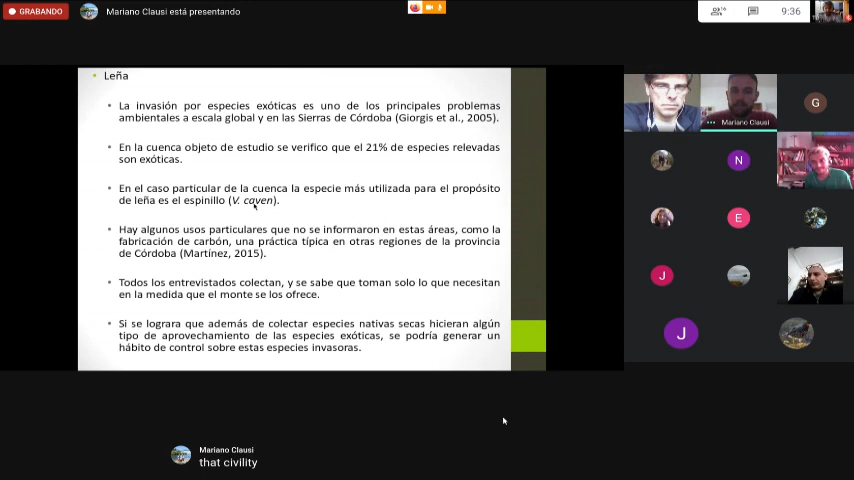 GRABANDO
Mariano Clausi está presentando
16
9:36
Leña
La invasión por especies exóticas es uno de los principales problemas
ambientales a escala global y en las Sierras de Córdoba (Giorgis et al., 2005).
En la cuenca objeto de estudio se verifico que el 21% de especies relevadas
son exóticas.
En el caso particular de la cuenca la especie más utilizada para el propósito
de leña es el espinillo (V. caven).
Hay algunos usos particulares que no se informaron en estas áreas, como la
fabricación de carbón, una práctica típica en otras regiones de la provincia
de Córdoba (Martínez, 2015).
Todos los entrevistados colectan, y se sabe que toman solo lo que necesitan
en la medida que el monte se los ofrece.
Si se lograra que además de colectar especies nativas secas hicieran algún
tipo de aprovechamiento de las especies exóticas, se podría generar un
hábito de control sobre estas especies invasoras.
Mariano Clausi
G
N
E
J
J
Mariano Clausi
that civility